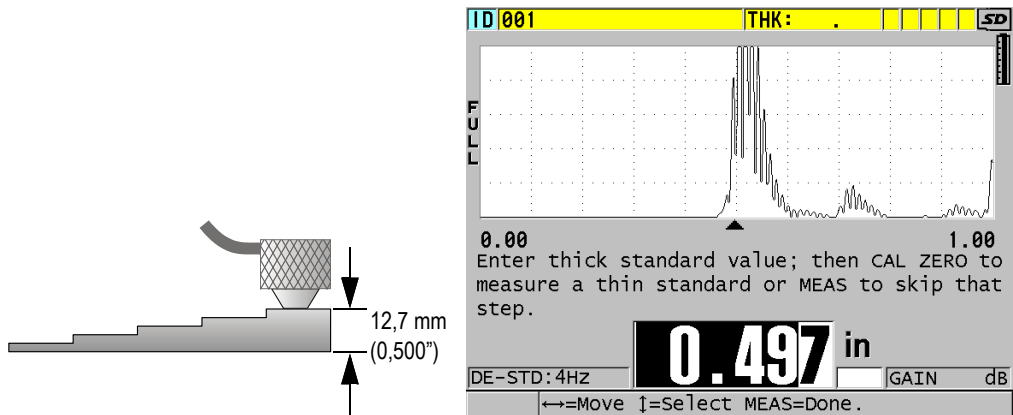 12,7 mm
(0,500”)
ID 001 THK: . SD
FULL
0.00 1.00
Enter thick standard value; then CAL ZERO to
measure a thin standard or MEAS to skip that
step.
0.497 in
DE-STD:4Hz GAIN dB
↔=Move ↕=Select MEAS=Done.